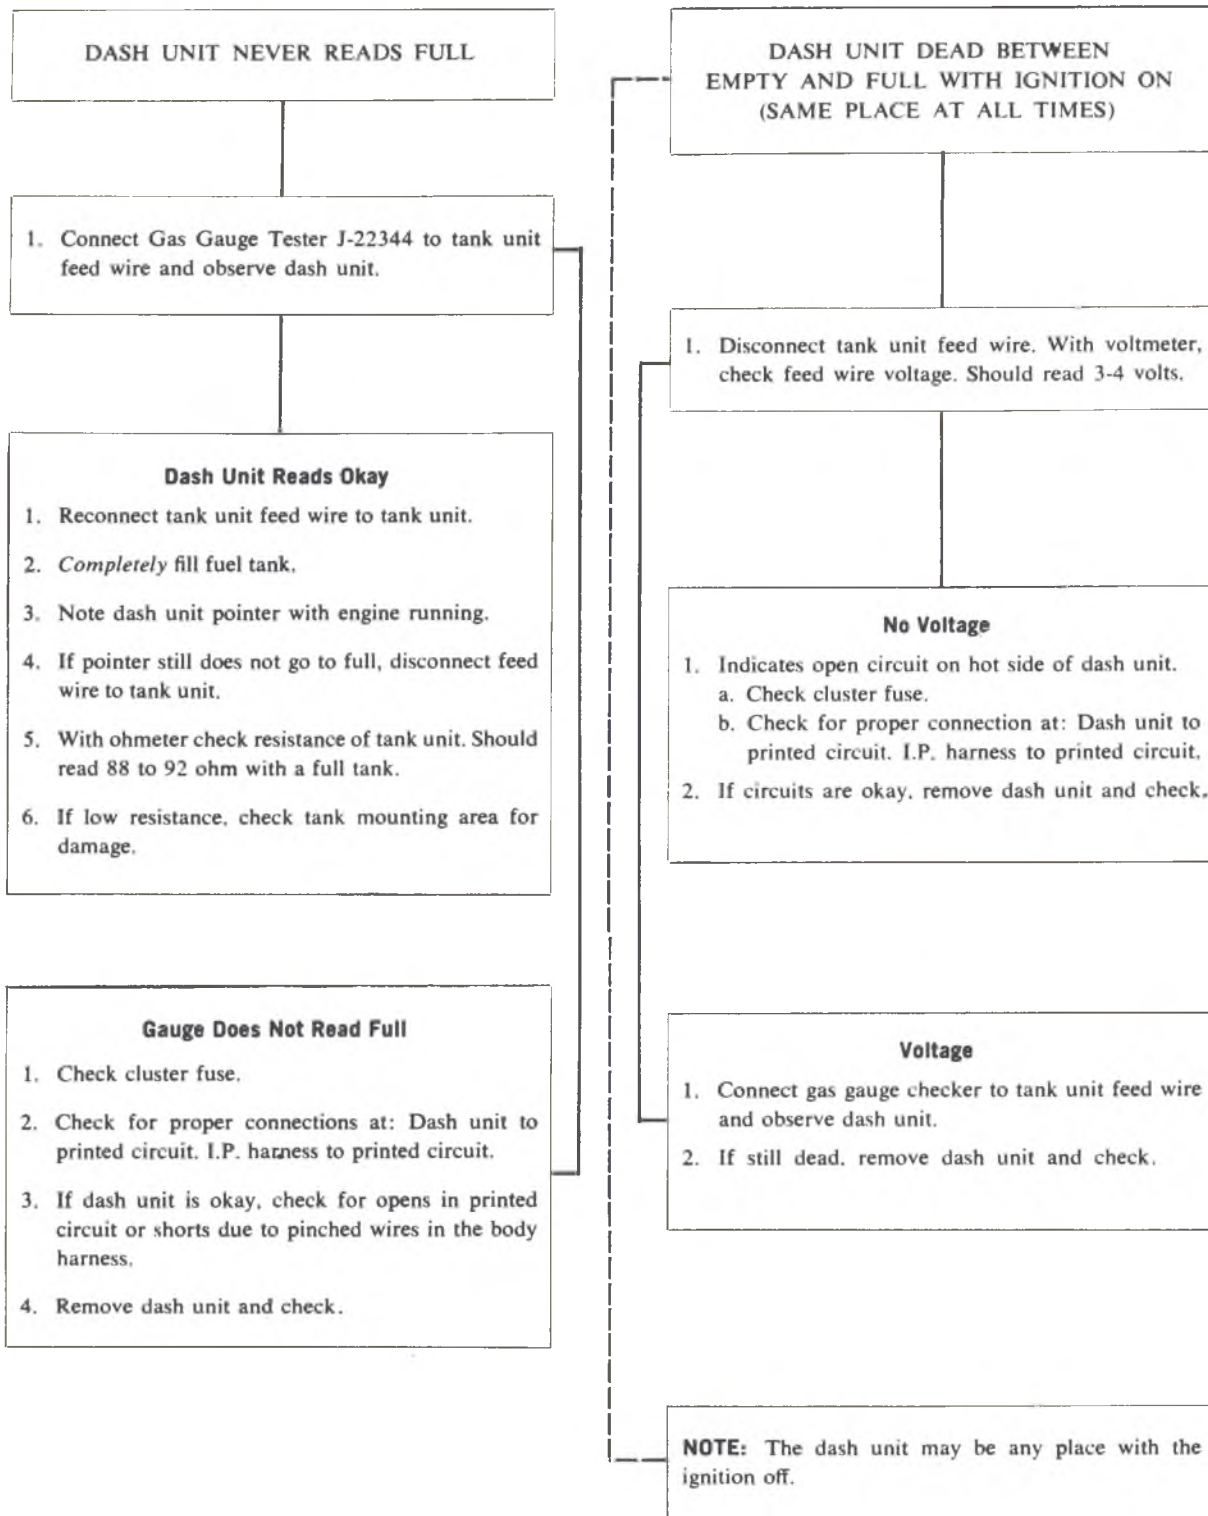 DASH UNIT NEVER READS FULL
1. Connect Gas Gauge Tester J-22344 to tank unit
feed wire and observe dash unit.
Dash Unit Reads Okay
1. Reconnect tank unit feed wire to tank unit.
2. Completely fill fuel tank.
3. Note dash unit pointer with engine running.
4. If pointer still does not go to full, disconnect feed
wire to tank unit.
5. With ohmeter check resistance of tank unit. Should
read 88 to 92 ohm with a full tank.
6. If low resistance, check tank mounting area for
damage.
Gauge Does Not Read Full
1. Check cluster fuse.
2. Check for proper connections at: Dash unit to
printed circuit. I.P. harness to printed circuit.
3. If dash unit is okay, check for opens in printed
circuit or shorts due to pinched wires in the body
harness.
4. Remove dash unit and check.
DASH UNIT DEAD BETWEEN
EMPTY AND FULL WITH IGNITION ON
(SAME PLACE AT ALL TIMES)
1. Disconnect tank unit feed wire. With voltmeter,
check feed wire voltage. Should read 3-4 volts.
No Voltage
1. Indicates open circuit on hot side of dash unit.
a. Check cluster fuse.
b. Check for proper connection at: Dash unit to
printed circuit. I.P. harness to printed circuit.
2. If circuits are okay, remove dash unit and check.
Voltage
1. Connect gas gauge checker to tank unit feed wire
and observe dash unit.
2. If still dead, remove dash unit and check.
NOTE: The dash unit may be any place with the
ignition off.